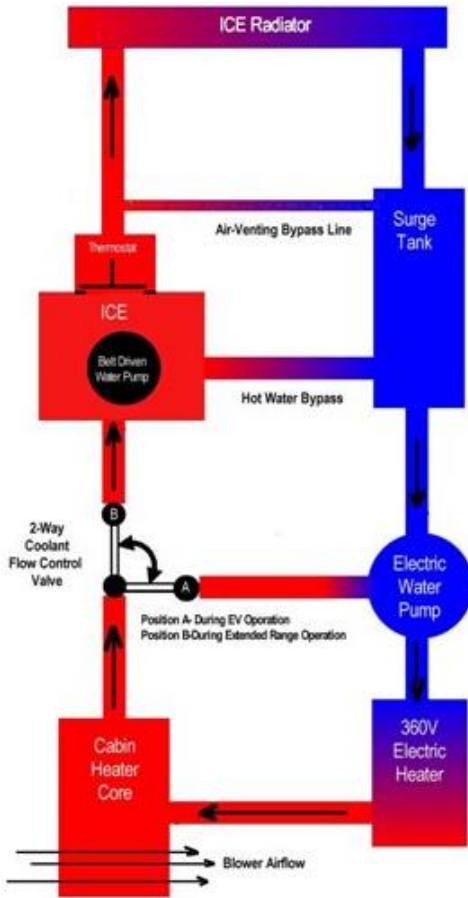 ICE Radiator
Air-Venting Bypass Line
Surge
Tank
Thermostat
ICE
Belt Driven
Water Pump
Hot Water Bypass
B
2-Way
Coolant
Flow Control
Valve
A
Electric
Water
Pump
Position A- During EV Oporation
Position B-During Extended Range Operation
Cabin
Heater
Core
360V
Electric
Heater
Blower Airflow